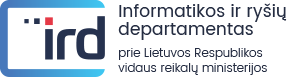 ird
Informatikos ir ryšių
departamentas
prie Lietuvos Respublikos
vidaus reikalų ministerijos